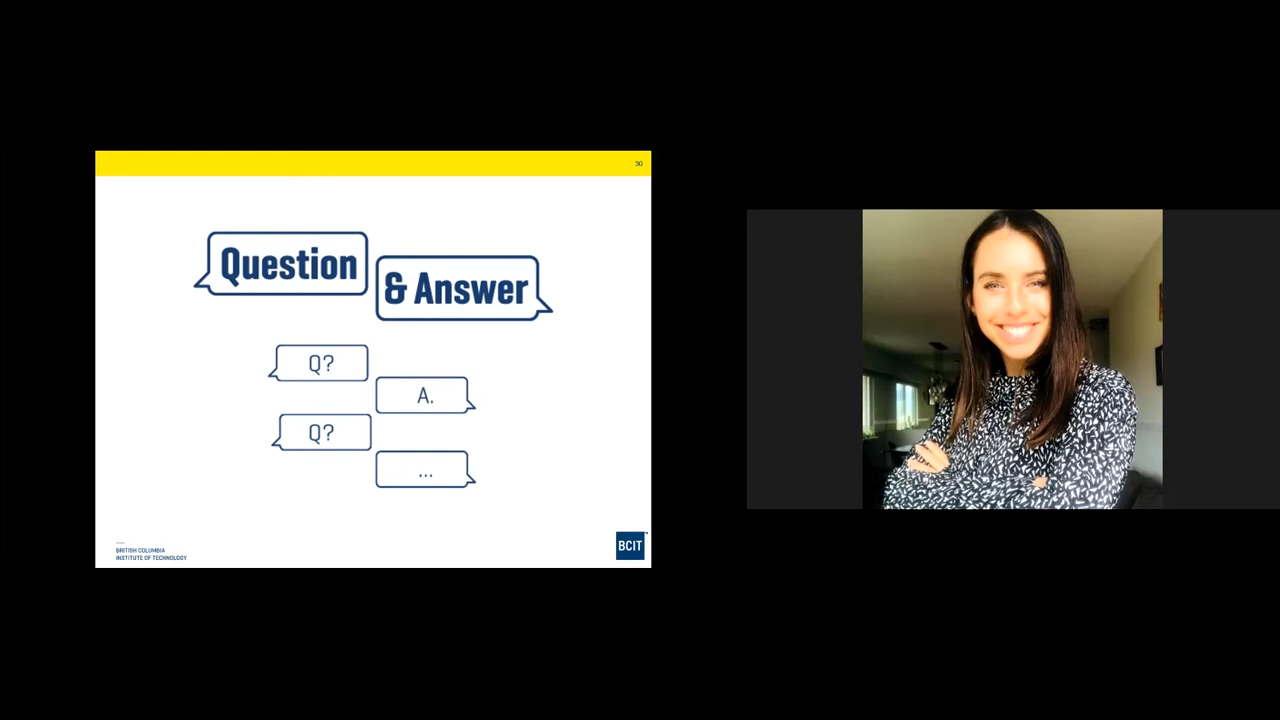 30
Question
& Answer
Q?
A.
Q?
...
BRITISH COLUMBIA
INSTITUTE OF TECHNOLOGY
BCIT